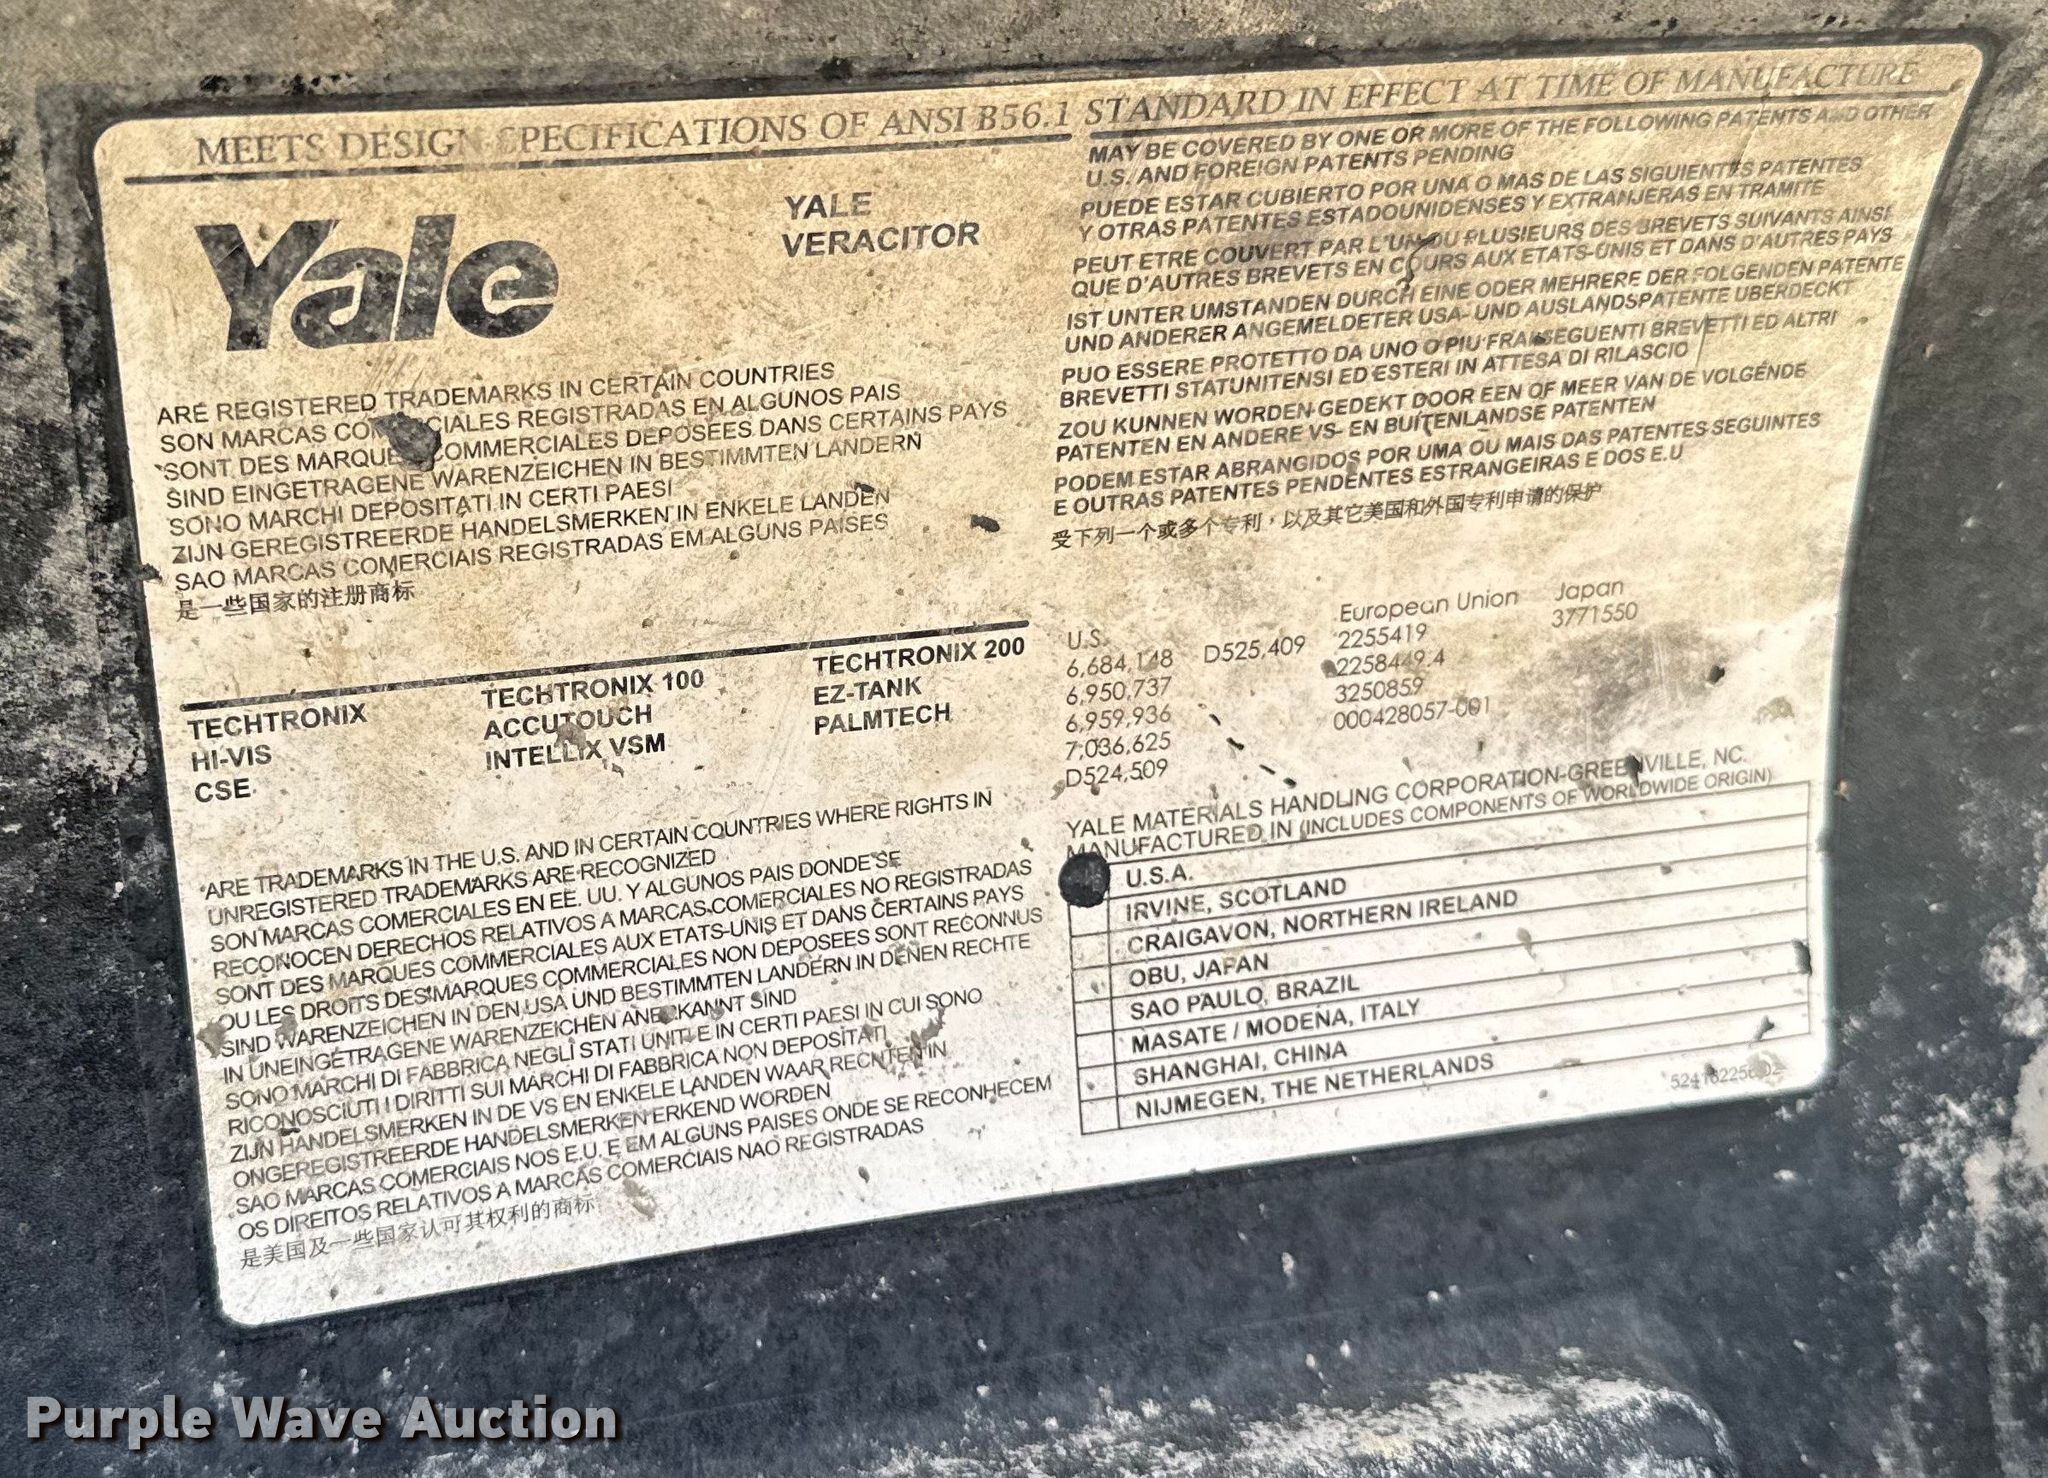 MEETS DESIGN SPECIFICATIONS OF ANSI B56.1 STANDARD IN EFFECT AT TIME OF MANUFACTURE
Yale
YALE
VERACITOR
ARE REGISTERED TRADEMARKS IN CERTAIN COUNTRIES
SON MARCAS CIALES REGISTRADAS EN ALGUNOS PAIS
SONT DES MARQUE COMMERCIALES DEPOSEES DANS CERTAINS PAYS
SIND EINGETRAGENE WARENZEICHEN IN BESTIMMTEN LANDERN
SONO MARCHI DEPOSITATI IN CERTI PAESI
ZIJN GEREGISTREERDE HANDELSMERKEN IN ENKELE LANDEN
SAO MARCAS COMERCIAIS REGISTRADAS EM ALGUNS PAISES
是一些国家的注册商标
TECHTRONIX
HI-VIS
CSE
TECHTRONIX 100
ACCUTOUCH
INTELLIX VSM
TECHTRONIX 200
EZ-TANK
PALMTECH
ARE TRADEMARKS IN THE U.S. AND IN CERTAIN COUNTRIES WHERE RIGHTS IN
UNREGISTERED TRADEMARKS ARE RECOGNIZED
SON MARCAS COMERCIALES EN EE. UU. Y ALGUNOS PAIS DONDE SE
RECONOCEN DERECHOS RELATIVOS A MARCAS COMERCIALES NO REGISTRADAS
SONT DES MARQUES COMMERCIALES AUX ETATS-UNIS ET DANS CERTAINS PAYS
OU LES DROITS DES MARQUES COMMERCIALES NON DEPOSEES SONT RECONNUS
SIND WARENZEICHEN IN DEN USA UND BESTIMMTEN LANDERN IN DENEN RECHTE
IN UNEINGETRAGENE WARENZEICHEN ANERKANNT SIND
SONO MARCHI DI FABBRICA NEGLI STATI UNITI E IN CERTI PAESI IN CUI SONO
RICONOSCIUTI I DIRITTI SUI MARCHI DI FABBRICA NON DEPOSITATI
ZIJN HANDELSMERKEN IN DE VS EN ENKELE LANDEN WAAR RECHTEN IN
ONGEREGISTREERDE HANDELSMERKEN ERKEND WORDEN
SAO MARCAS COMERCIAIS NOS E.U. E EM ALGUNS PAISES ONDE SE RECONHECEM
OS DIREITOS RELATIVOS A MARCAS COMERCIAIS NAO REGISTRADAS
是美国及一些国家认可其权利的商标
MAY BE COVERED BY ONE OR MORE OF THE FOLLOWING PATENTS AND OTHER
U.S. AND FOREIGN PATENTS PENDING
PUEDE ESTAR CUBIERTO POR UNA O MAS DE LAS SIGUIENTES PATENTES
Y OTRAS PATENTES ESTADOUNIDENSES Y EXTRANJERAS EN TRAMITE
PEUT ETRE COUVERT PAR L'UN OU PLUSIEURS DES BREVETS SUIVANTS AINSI
QUE D'AUTRES BREVETS EN COURS AUX ETATS-UNIS ET DANS D'AUTRES PAYS
IST UNTER UMSTANDEN DURCH EINE ODER MEHRERE DER FOLGENDEN PATENTE
UND ANDERER ANGEMELDETER USA- UND AUSLANDSPATENTE UBERDECKT
PUO ESSERE PROTETTO DA UNO O PIU FRA SEGUENTI BREVETTI ED ALTRI
BREVETTI STATUNITENSI ED ESTERI IN ATTESA DI RILASCIO
ZOU KUNNEN WORDEN GEDEKT DOOR EEN OF MEER VAN DE VOLGENDE
PATENTEN EN ANDERE VS- EN BUITENLANDSE PATENTEN
PODEM ESTAR ABRANGIDOS POR UMA OU MAIS DAS PATENTES SEGUINTES
E OUTRAS PATENTES PENDENTES ESTRANGEIRAS E DOS E.U
受下列一个或多个专利，以及其它美国和外国专利申请的保护
U.S.
6,684,148 D525,409
6,950,737
6,959,936
7,036,625
D524,509
European Union
2255419
2258449.4
3250859
000428057-001
Japan
3771550
YALE MATERIALS HANDLING CORPORATION-GREENVILLE, NC.
MANUFACTURED IN (INCLUDES COMPONENTS OF WORLDWIDE ORIGIN)
U.S.A.
IRVINE, SCOTLAND
CRAIGAVON, NORTHERN IRELAND
OBU, JAPAN
SAO PAULO, BRAZIL
MASATE / MODENA, ITALY
SHANGHAI, CHINA
NIJMEGEN, THE NETHERLANDS
Purple Wave Auction